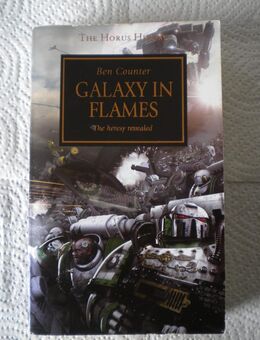 The Horus Heresy
Ben Counter
GALAXY IN
FLAMES
The heresy revealed